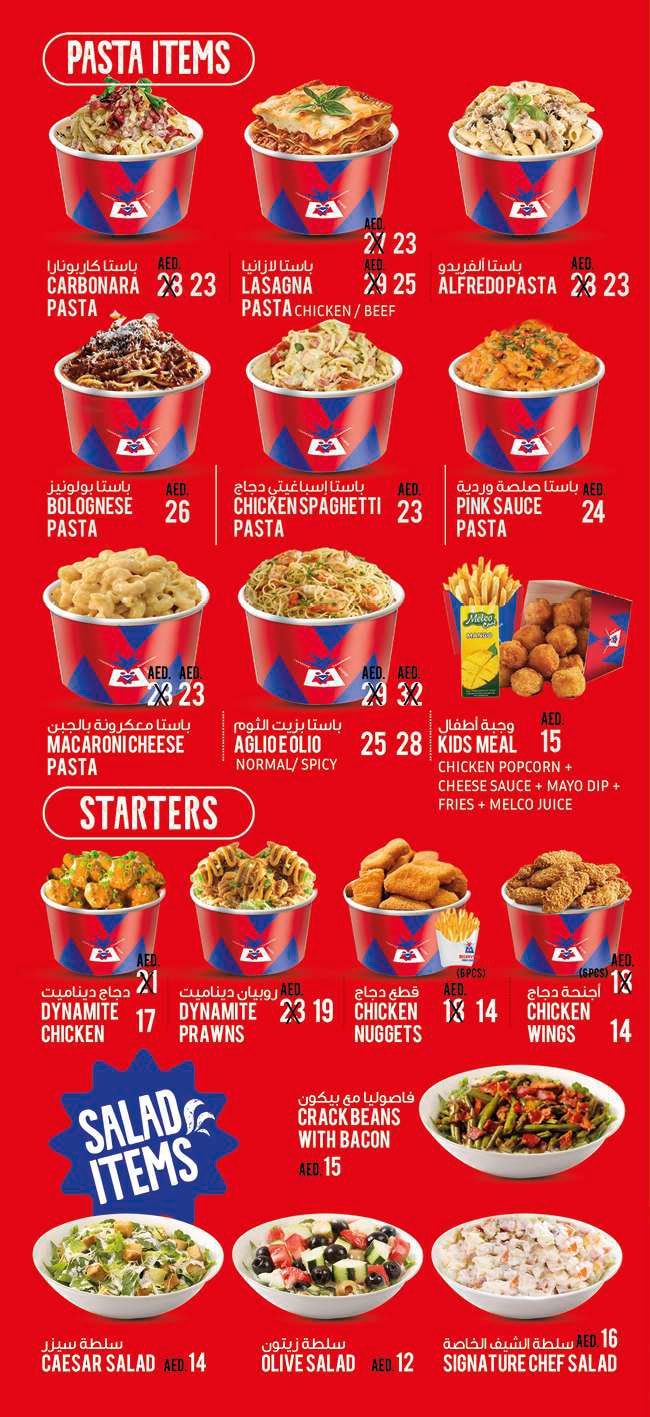 PASTA ITEMS
باستا كاربونارا
CARBONARA
PASTA
AED.
28 23
باستا لازانيا
LASAGNA
PASTA CHICKEN / BEEF
AED.
27 23
AED.
29 25
باستا ألفريدو
ALFREDO PASTA
AED.
28 23
باستا بولونيز
BOLOGNESE
PASTA
AED.
26
باستا إسباغيتي دجاج
CHICKEN SPAGHETTI
PASTA
AED.
23
باستا صلصة وردية
PINK SAUCE
PASTA
AED.
24
AED.
28 23
باستا معكرونة بالجبن
MACARONI CHEESE
PASTA
AED. AED.
29 32
باستا بزيت الثوم
AGLIO E OLIO
25 28
NORMAL/ SPICY
Melco
MANGO
وجبة أطفال
KIDS MEAL
AED.
15
CHICKEN POPCORN +
CHEESE SAUCE + MAYO DIP +
FRIES + MELCO JUICE
STARTERS
دجاج ديناميت
DYNAMITE
CHICKEN
AED.
21
17
روبيان ديناميت
DYNAMITE
PRAWNS
AED.
23 19
(6PCS)
قطع دجاج
CHICKEN
NUGGETS
AED.
18 14
(6PCS)
أجنحة دجاج
CHICKEN
WINGS
AED.
18
14
SALAD
ITEMS
فاصوليا مع بيكون
CRACK BEANS
WITH BACON
AED. 15
سلطة سيزر
CAESAR SALAD AED. 14
سلطة زيتون
OLIVE SALAD AED. 12
سلطة الشيف الخاصة AED. 16
SIGNATURE CHEF SALAD